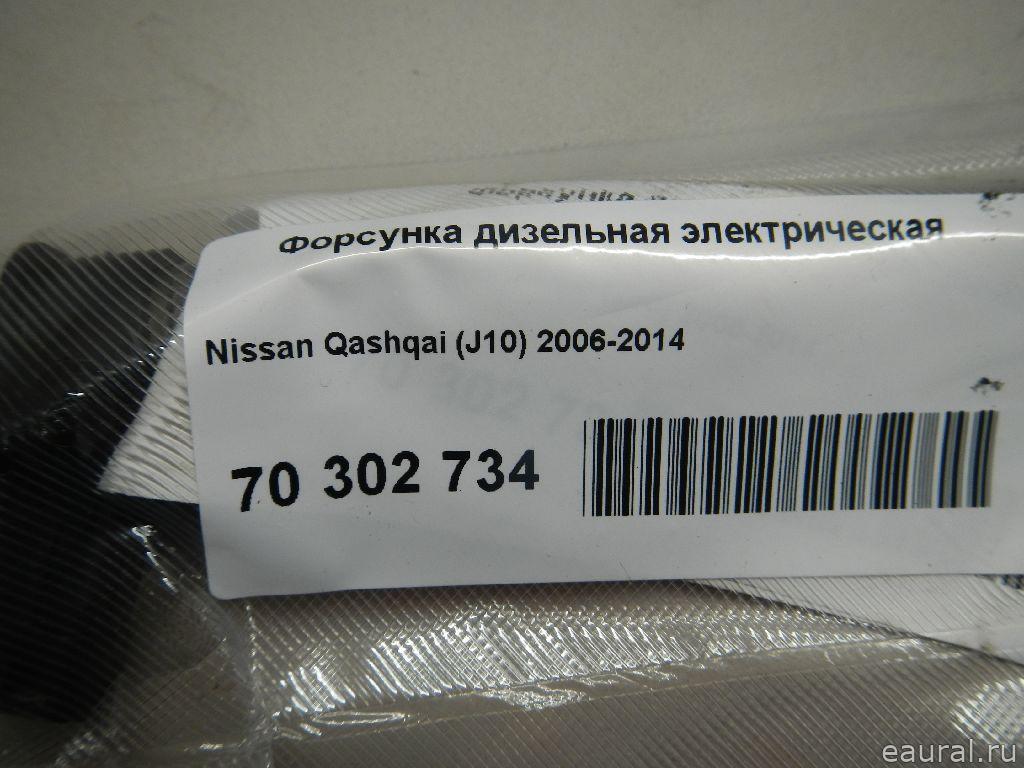 Форсунка дизельная электрическая
Nissan Qashqai (J10) 2006-2014
70 302 734
eaural.ru